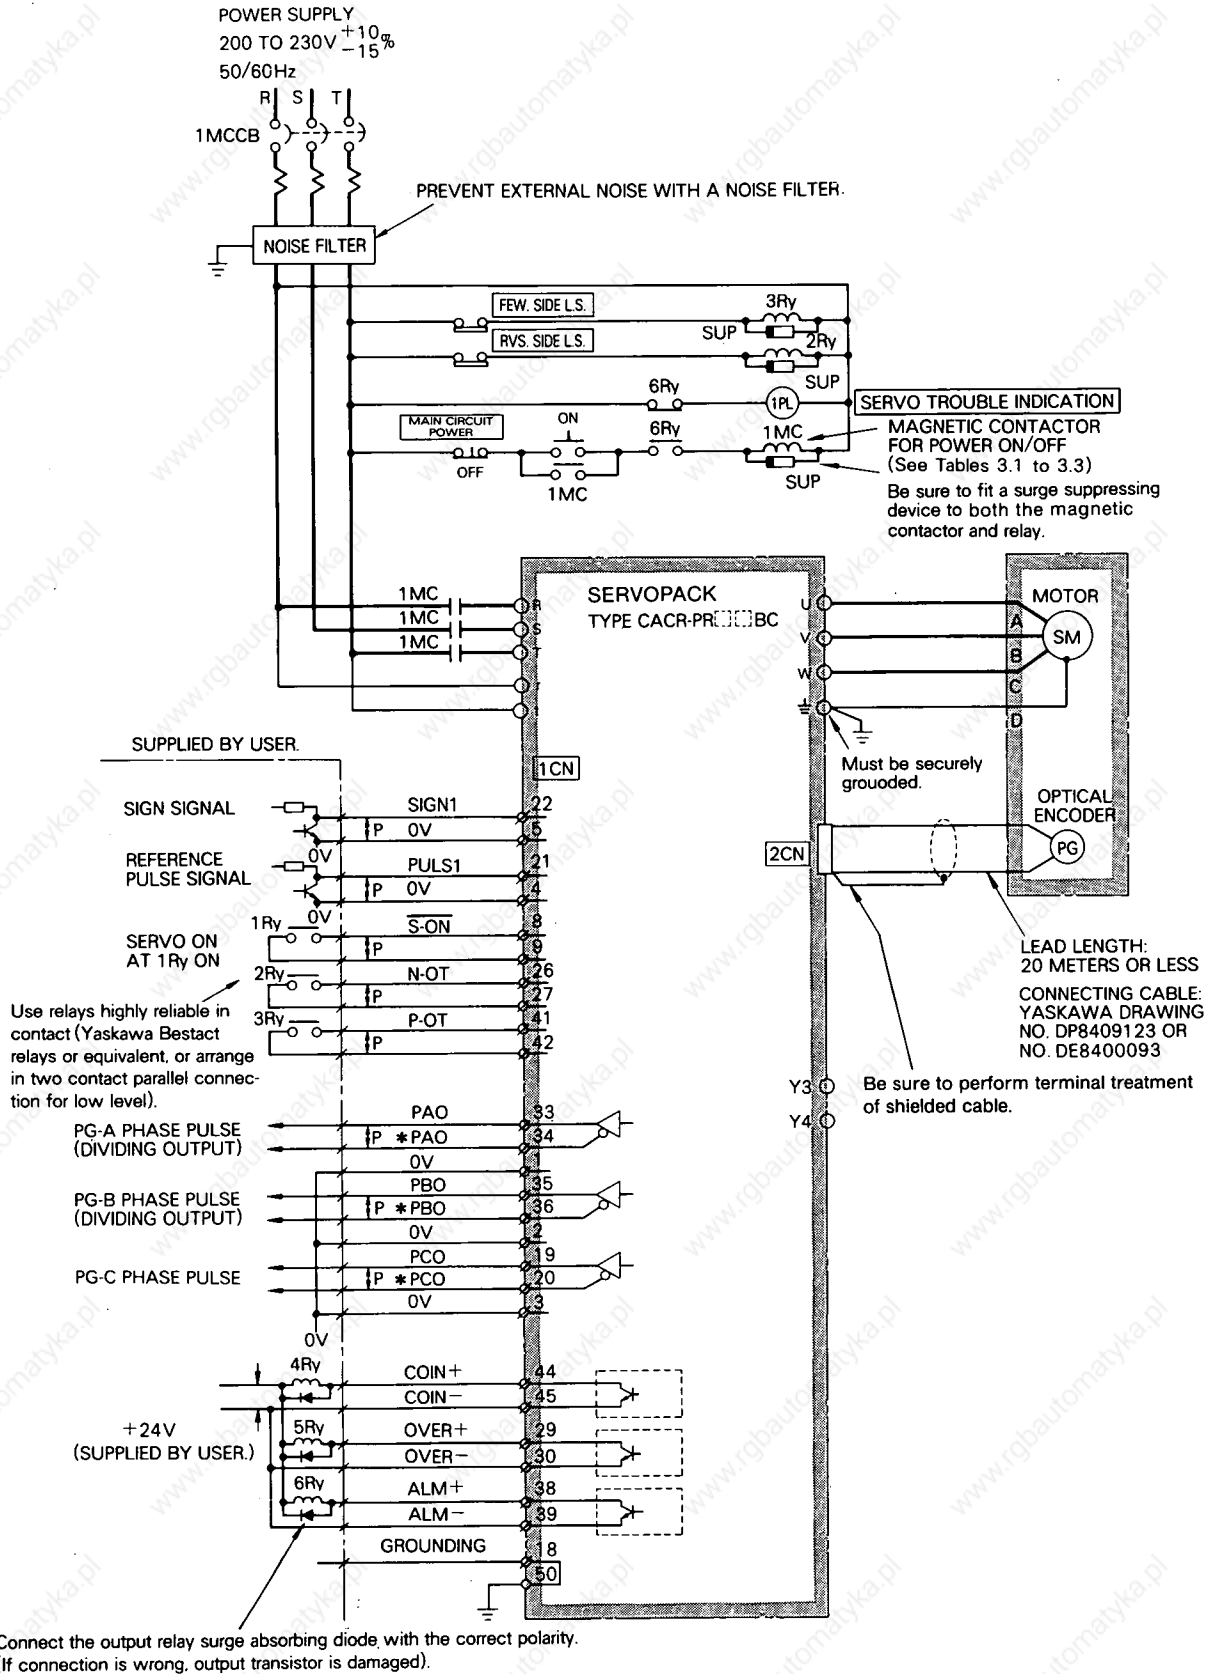 POWER SUPPLY
200 TO 230V +10 -15 %
50/60Hz
R S T
1MCCB
PREVENT EXTERNAL NOISE WITH A NOISE FILTER.
NOISE FILTER
FEW. SIDE L.S.
3Ry
SUP
RVS. SIDE L.S.
2Ry
SUP
6Ry
1PL
SERVO TROUBLE INDICATION
MAIN CIRCUIT
POWER
OFF
ON
1MC
6Ry
1MC
SUP
MAGNETIC CONTACTOR
FOR POWER ON/OFF
(See Tables 3.1 to 3.3)
Be sure to fit a surge suppressing
device to both the magnetic
contactor and relay.
1MC
1MC
1MC
R
S
T
r
SERVOPACK
TYPE CACR-PR BC
U
V
W
A
B
C
D
MOTOR
SM
Must be securely
grouoded.
SUPPLIED BY USER.
1CN
SIGN SIGNAL
SIGN1 22
P 0V 5
0V
REFERENCE
PULSE SIGNAL
PULS1 21
P 0V 4
0V
2CN
OPTICAL
ENCODER
PG
SERVO ON
AT 1Ry ON
1Ry S-ON 8
P 9
2Ry N-OT 26
P 27
3Ry P-OT 41
P 42
Use relays highly reliable in
contact (Yaskawa Bestact
relays or equivalent, or arrange
in two contact parallel connec-
tion for low level).
LEAD LENGTH:
20 METERS OR LESS
CONNECTING CABLE:
YASKAWA DRAWING
NO. DP8409123 OR
NO. DE8400093
Be sure to perform terminal treatment
of shielded cable.
Y3
Y4
PG-A PHASE PULSE
(DIVIDING OUTPUT)
PAO 33
P *PAO 34
0V 1
PG-B PHASE PULSE
(DIVIDING OUTPUT)
PBO 35
P *PBO 36
0V 2
PG-C PHASE PULSE
PCO 19
P *PCO 20
0V 3
0V
4Ry COIN+ 44
COIN- 45
+24V
(SUPPLIED BY USER.)
5Ry OVER+ 29
OVER- 30
6Ry ALM+ 38
ALM- 39
GROUNDING 18
50
Connect the output relay surge absorbing diode with the correct polarity.
If connection is wrong, output transistor is damaged).
www.rgbautomatyka.pl